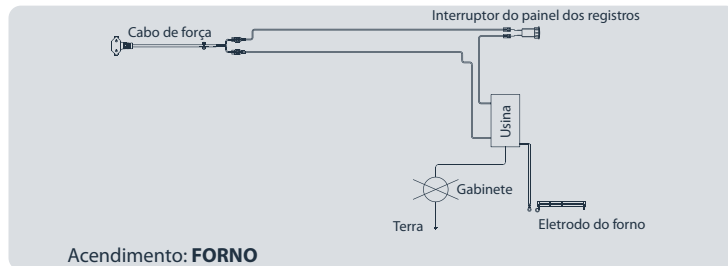 Interruptor do painel dos registros
Cabo de força
Usina
Gabinete
Terra
Eletrodo do forno
Acendimento: FORNO